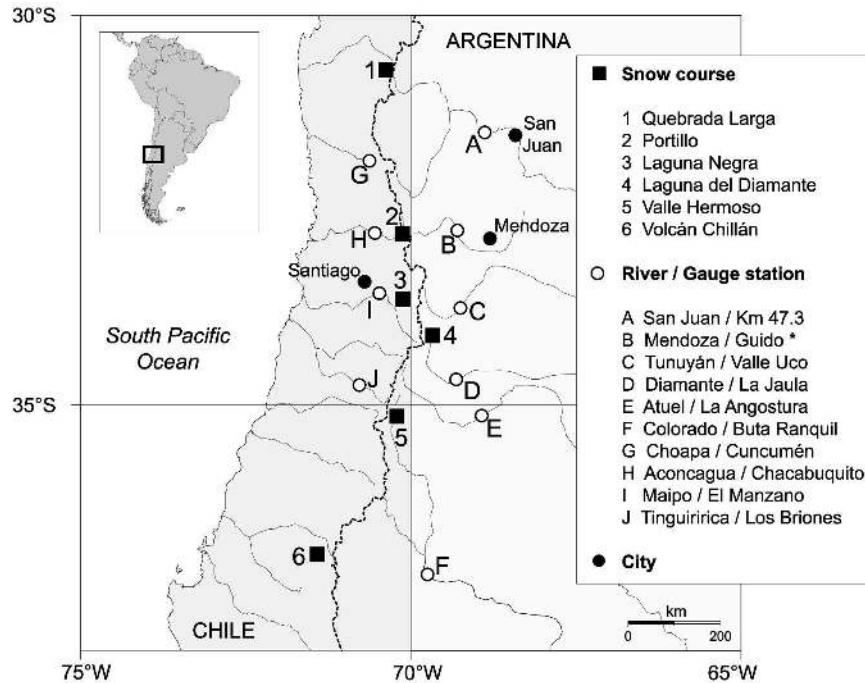 30°S
35°S
75°W
70°W
65°W
ARGENTINA
CHILE
South Pacific
Ocean
1
2
3
4
5
6
A
B
C
D
E
F
G
H
I
J
San
Juan
Mendoza
Santiago
Snow course
1 Quebrada Larga
2 Portillo
3 Laguna Negra
4 Laguna del Diamante
5 Valle Hermoso
6 Volcán Chillán
River / Gauge station
A San Juan / Km 47.3
B Mendoza / Guido *
C Tunuyán / Valle Uco
D Diamante / La Jaula
E Atuel / La Angostura
F Colorado / Buta Ranquil
G Choapa / Cuncumén
H Aconcagua / Chacabuquito
I Maipo / El Manzano
J Tinguiririca / Los Briones
City
km
0 200